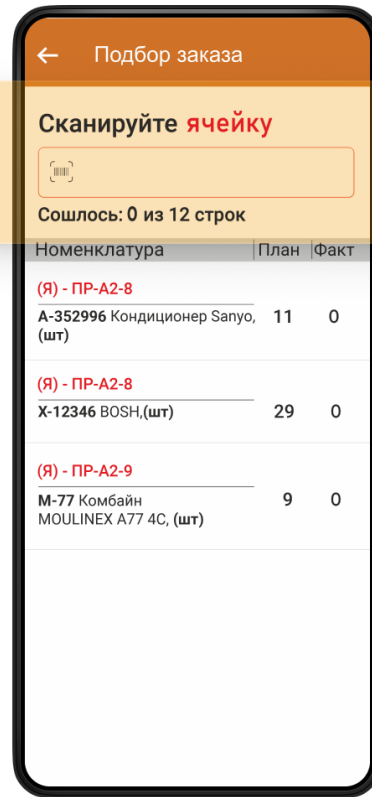 Подбор заказа
Сканируйте ячейку
Сошлось: 0 из 12 строк
Номенклатура План Факт
(Я) - ПР-А2-8
А-352996 Кондиционер Sanyo, 11 0
(шт)
(Я) - ПР-А2-8
Х-12346 BOSH,(шт) 29 0
(Я) - ПР-А2-9
М-77 Комбайн 9 0
MOULINEX A77 4C, (шт)